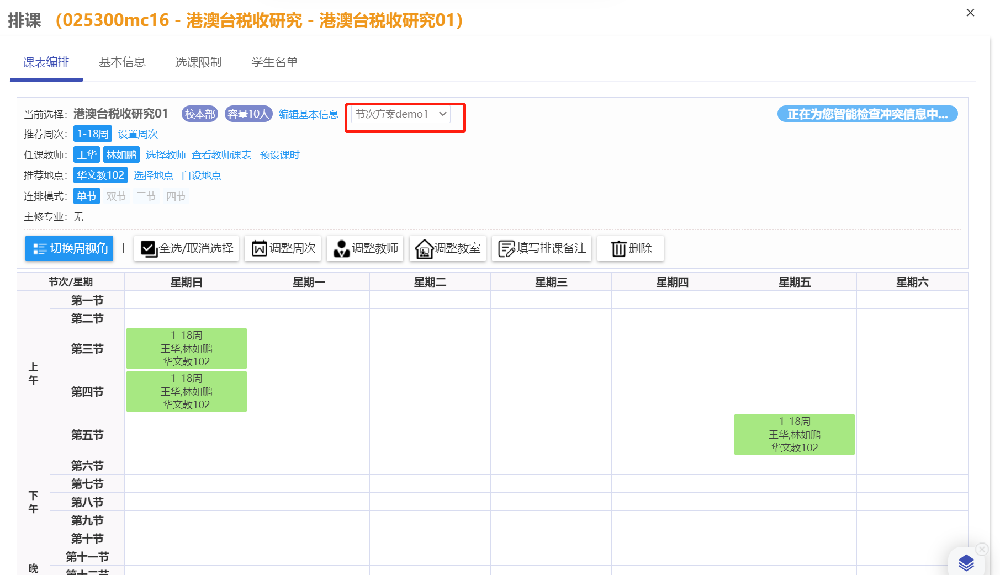 排课 (025300mc16 - 港澳台税收研究 - 港澳台税收研究01)
课表编排 基本信息 选课限制 学生名单
当前选择: 港澳台税收研究01 校本部 容量10人 编辑基本信息 节次方案demo1 正在为您智能检查冲突信息中...
推荐周次: 1-18周 设置周次
任课教师: 王华 林如鹏 选择教师 查看教师课表 预设课时
推荐地点: 华文教102 选择地点 自设地点
连排模式: 单节 双节 三节 四节
主修专业: 无
切换周视角 | 全选/取消选择 调整周次 调整教师 调整教室 填写排课备注 删除
节次/星期 星期日 星期一 星期二 星期三 星期四 星期五 星期六
上午
第一节
第二节
第三节
1-18周
王华,林如鹏
华文教102
第四节
1-18周
王华,林如鹏
华文教102
第五节
1-18周
王华,林如鹏
华文教102
下午
第六节
第七节
第八节
第九节
第十节
晚
第十一节
第十二节